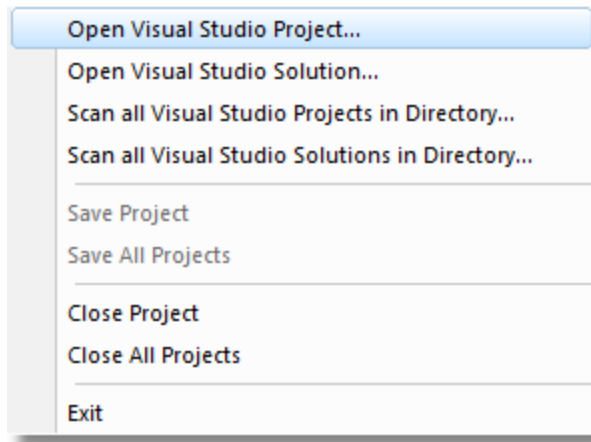 Open Visual Studio Project...
Open Visual Studio Solution...
Scan all Visual Studio Projects in Directory...
Scan all Visual Studio Solutions in Directory...
Save Project
Save All Projects
Close Project
Close All Projects
Exit